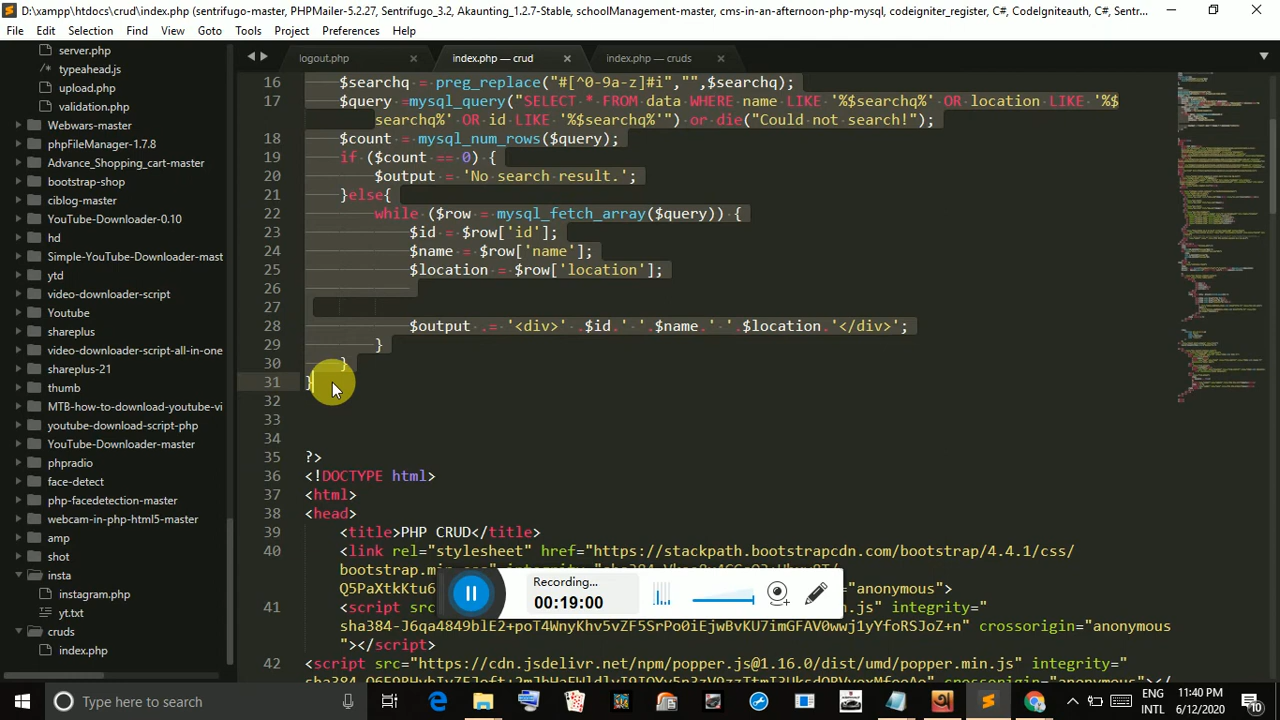 D:\xampp\htdocs\crud\index.php (sentrifugo-master, PHPMailer-5.2.27, Sentrifugo_3.2, Akaunting_1.2.7-Stable, schoolManagement-master, cms-in-an-afternoon-php-mysql, codeigniter_register, C#, CodeIgniteauth, C#, Sentr...
File Edit Selection Find View Goto Tools Project Preferences Help
logout.php
index.php — crud
index.php — cruds
server.php
typeahead.js
upload.php
validation.php
Webwars-master
phpFileManager-1.7.8
Advance_Shopping_cart-master
bootstrap-shop
ciblog-master
YouTube-Downloader-0.10
hd
Simple-YouTube-Downloader-mast
ytd
video-downloader-script
Youtube
shareplus
video-downloader-script-all-in-one
shareplus-21
thumb
MTB-how-to-download-youtube-vi
youtube-download-script-php
YouTube-Downloader-master
phpradio
face-detect
php-facedetection-master
webcam-in-php-html5-master
amp
shot
insta
instagram.php
yt.txt
cruds
index.php
16 $searchq = preg_replace("#[^0-9a-z]#i","",$searchq);
17 $query =mysql_query("SELECT * FROM data WHERE name LIKE '%$searchq%' OR location LIKE '%$
searchq%' OR id LIKE '%$searchq%'") or die("Could not search!");
18 $count = mysql_num_rows($query);
19 if ($count == 0) {
20 $output = 'No search result.';
21 }else{
22 while ($row = mysql_fetch_array($query)) {
23 $id = $row['id'];
24 $name = $row['name'];
25 $location = $row['location'];
26
27
28 $output .= '<div>' .$id.' '.$name.' '.$location.'</div>';
29 }
30 }
31 }
32
33
34
35 ?>
36 <!DOCTYPE html>
37 <html>
38 <head>
39 <title>PHP CRUD</title>
40 <link rel="stylesheet" href="https://stackpath.bootstrapcdn.com/bootstrap/4.4.1/css/
bootstrap.min.css" integrity="
Q5PaXtkKtu6 ="anonymous">
41 <script src n.js" integrity="
sha384-J6qa4849blE2+poT4WnyKhv5vZF5SrPo0iEjwBvKU7imGFAV0wwj1yYfoRSJoZ+n" crossorigin="anonymous
"></script>
42 <script src="https://cdn.jsdelivr.net/npm/popper.js@1.16.0/dist/umd/popper.min.js" integrity="
Recording...
00:19:00
Type here to search
ENG
INTL
11:40 PM
6/12/2020
10